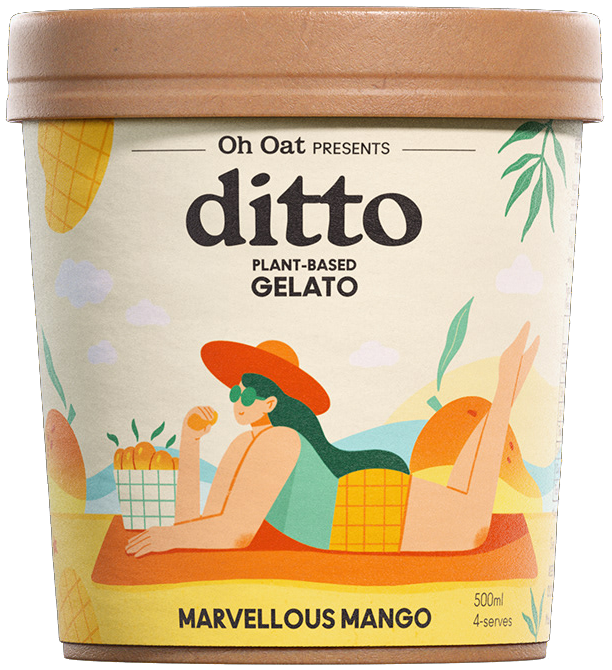 Oh Oat PRESENTS
ditto
PLANT-BASED
GELATO
MARVELLOUS MANGO
500ml
4-serves